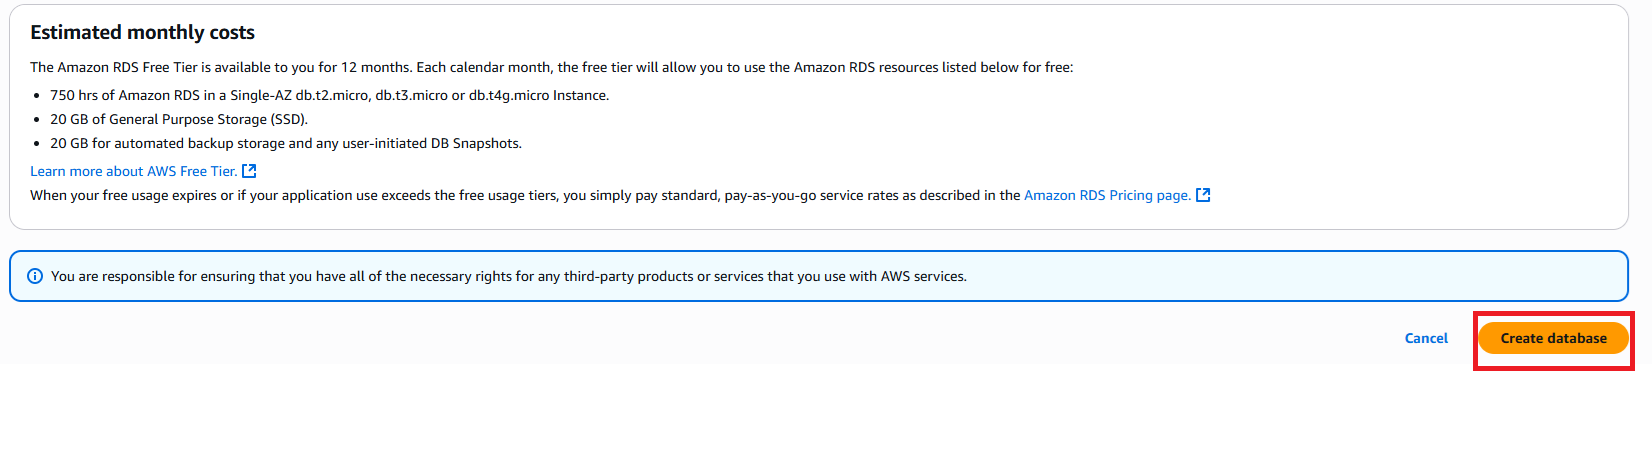 Estimated monthly costs
The Amazon RDS Free Tier is available to you for 12 months. Each calendar month, the free tier will allow you to use the Amazon RDS resources listed below for free:
• 750 hrs of Amazon RDS in a Single-AZ db.t2.micro, db.t3.micro or db.t4g.micro Instance.
• 20 GB of General Purpose Storage (SSD).
• 20 GB for automated backup storage and any user-initiated DB Snapshots.
Learn more about AWS Free Tier.
When your free usage expires or if your application use exceeds the free usage tiers, you simply pay standard, pay-as-you-go service rates as described in the Amazon RDS Pricing page.
You are responsible for ensuring that you have all of the necessary rights for any third-party products or services that you use with AWS services.
Cancel Create database